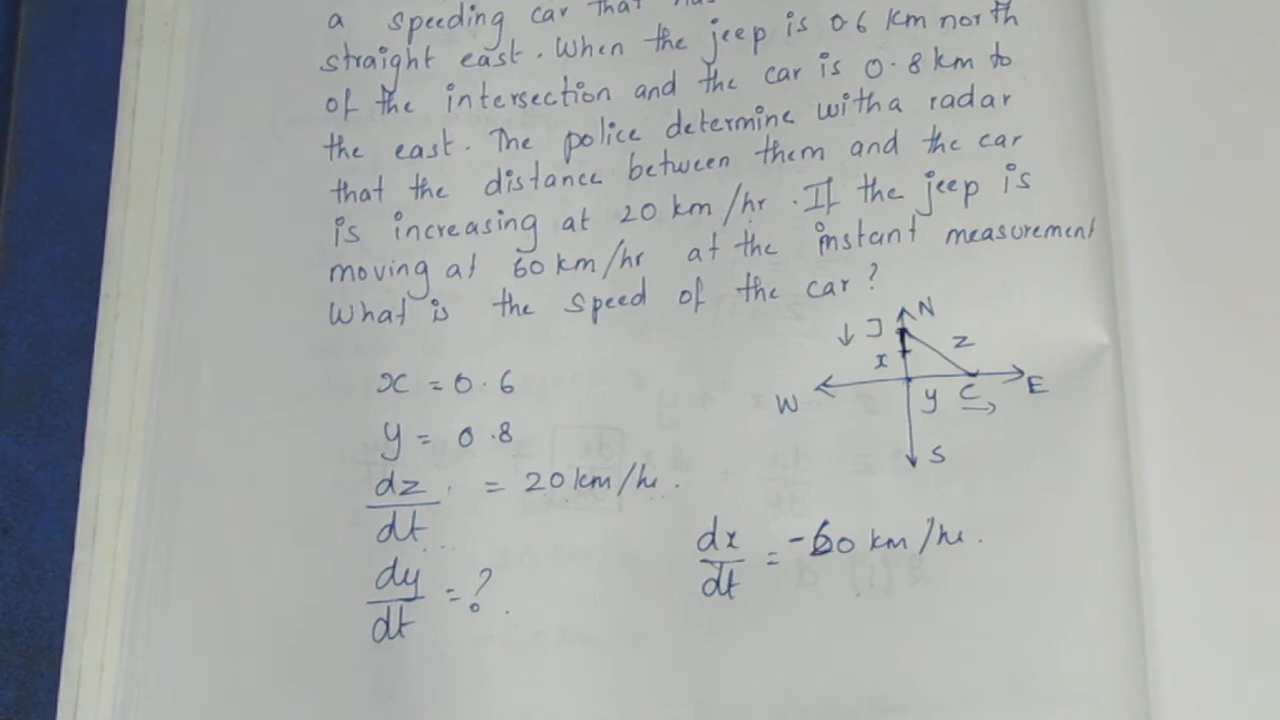 a speeding car that
straight east. When the jeep is 0.6 km north
of the intersection and the car is 0.8 km to
the east. The police determine with a radar
that the distance between them and the car
is increasing at 20 km/hr. If the jeep is
moving at 60 km/hr at the instant measurement
What is the speed of the car?
N
↓ J
z
x
W
y C →
E
S
x = 0.6
y = 0.8
dz/dt = 20 km/hr.
dx/dt = -60 km/hr.
dy/dt = ?